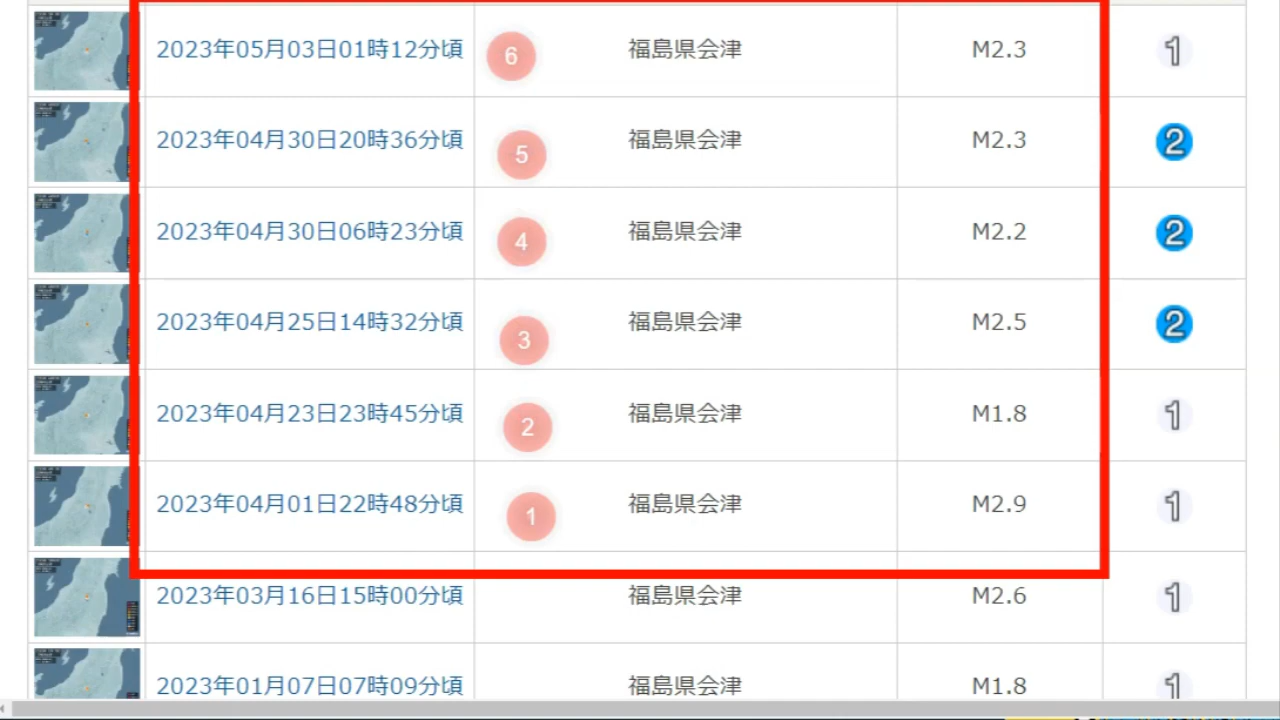 2023年05月03日01時12分頃 6 福島県会津 M2.3 1
2023年04月30日20時36分頃 5 福島県会津 M2.3 2
2023年04月30日06時23分頃 4 福島県会津 M2.2 2
2023年04月25日14時32分頃 3 福島県会津 M2.5 2
2023年04月23日23時45分頃 2 福島県会津 M1.8 1
2023年04月01日22時48分頃 1 福島県会津 M2.9 1
2023年03月16日15時00分頃 福島県会津 M2.6 1
2023年01月07日07時09分頃 福島県会津 M1.8 1